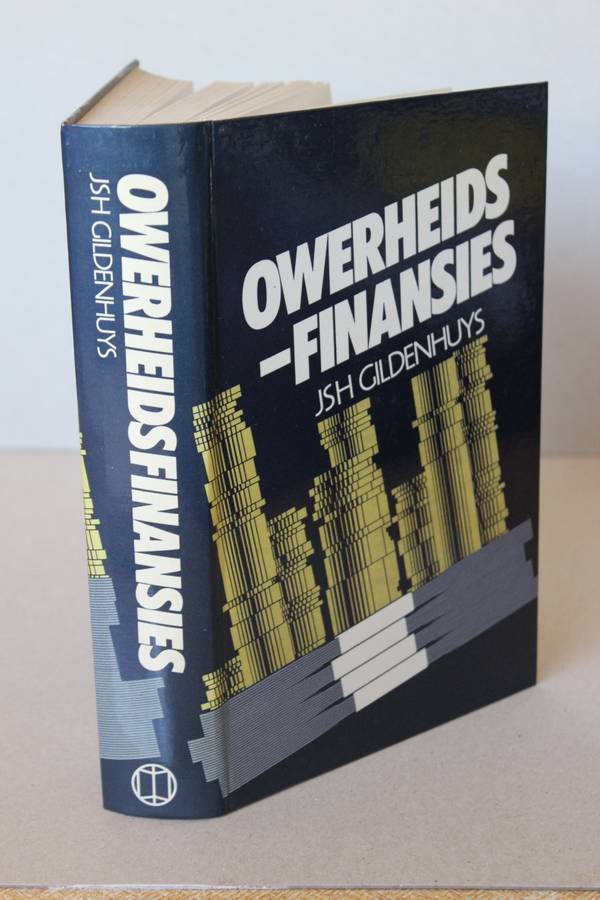 OWERHEIDSFINANSIES
JSH GILDENHUYS
OWERHEIDS
–FINANSIES
JSH GILDENHUYS